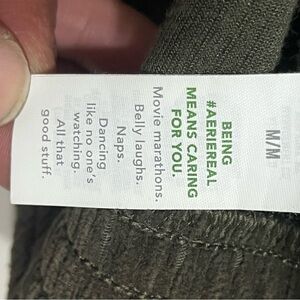 M/M
BEING
#AERIEREAL
MEANS CARING
FOR YOU.
Movie marathons.
Belly laughs.
Naps.
Dancing
like no one's
watching.
All that
good stuff.